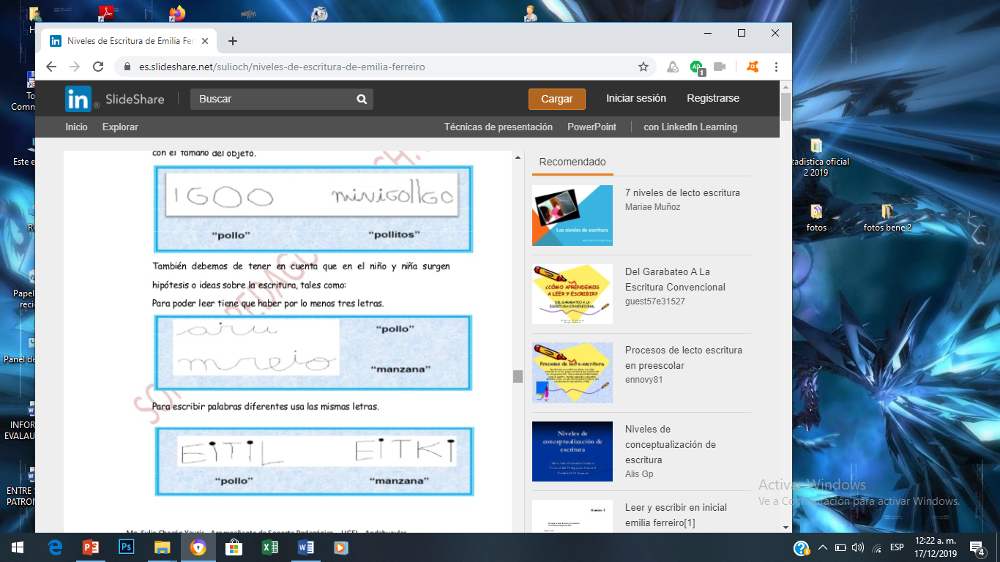 Niveles de Escritura de Emilia Fer
es.slideshare.net/sulioch/niveles-de-escritura-de-emilia-ferreiro
in SlideShare
Buscar
Cargar
Iniciar sesión
Registrarse
Inicio
Explorar
Técnicas de presentación
PowerPoint
con LinkedIn Learning
con el tamaño del objeto.
IGOO minigollgo
“pollo” “pollitos”
También debemos de tener en cuenta que en el niño y niña surgen
hipótesis o ideas sobre la escritura, tales como:
Para poder leer tiene que haber por lo menos tres letras.
airu “pollo”
mreio “manzana”
Para escribir palabras diferentes usa las mismas letras.
EiTiL EiTKi
“pollo” “manzana”
Recomendado
Los niveles de escritura
7 niveles de lecto escritura
Mariae Muñoz
¿CÓMO APRENDEMOS
A LEER Y ESCRIBIR?
DEL GARABATEO A LA
ESCRITURA CONVENCIONAL
Del Garabateo A La
Escritura Convencional
guest57e31527
Procesos de lecto-escritura
Procesos de lecto escritura
en preescolar
ennovy81
Niveles de
conceptualización de
escritura
Niveles de
conceptualización de
escritura
Alis Gp
Anexo 1
Leer y escribir en inicial
emilia ferreiro[1]
To
Comm
Este e
Re
Papel
reci
Panel de
INFOR
EVALAU
ENTRE S
PATRON
tadistica oficial
2 2019
fotos
fotos bene 2
Activar Windows
Ve a Configuración para activar Windows.
ESP
12:22 a. m.
17/12/2019
4